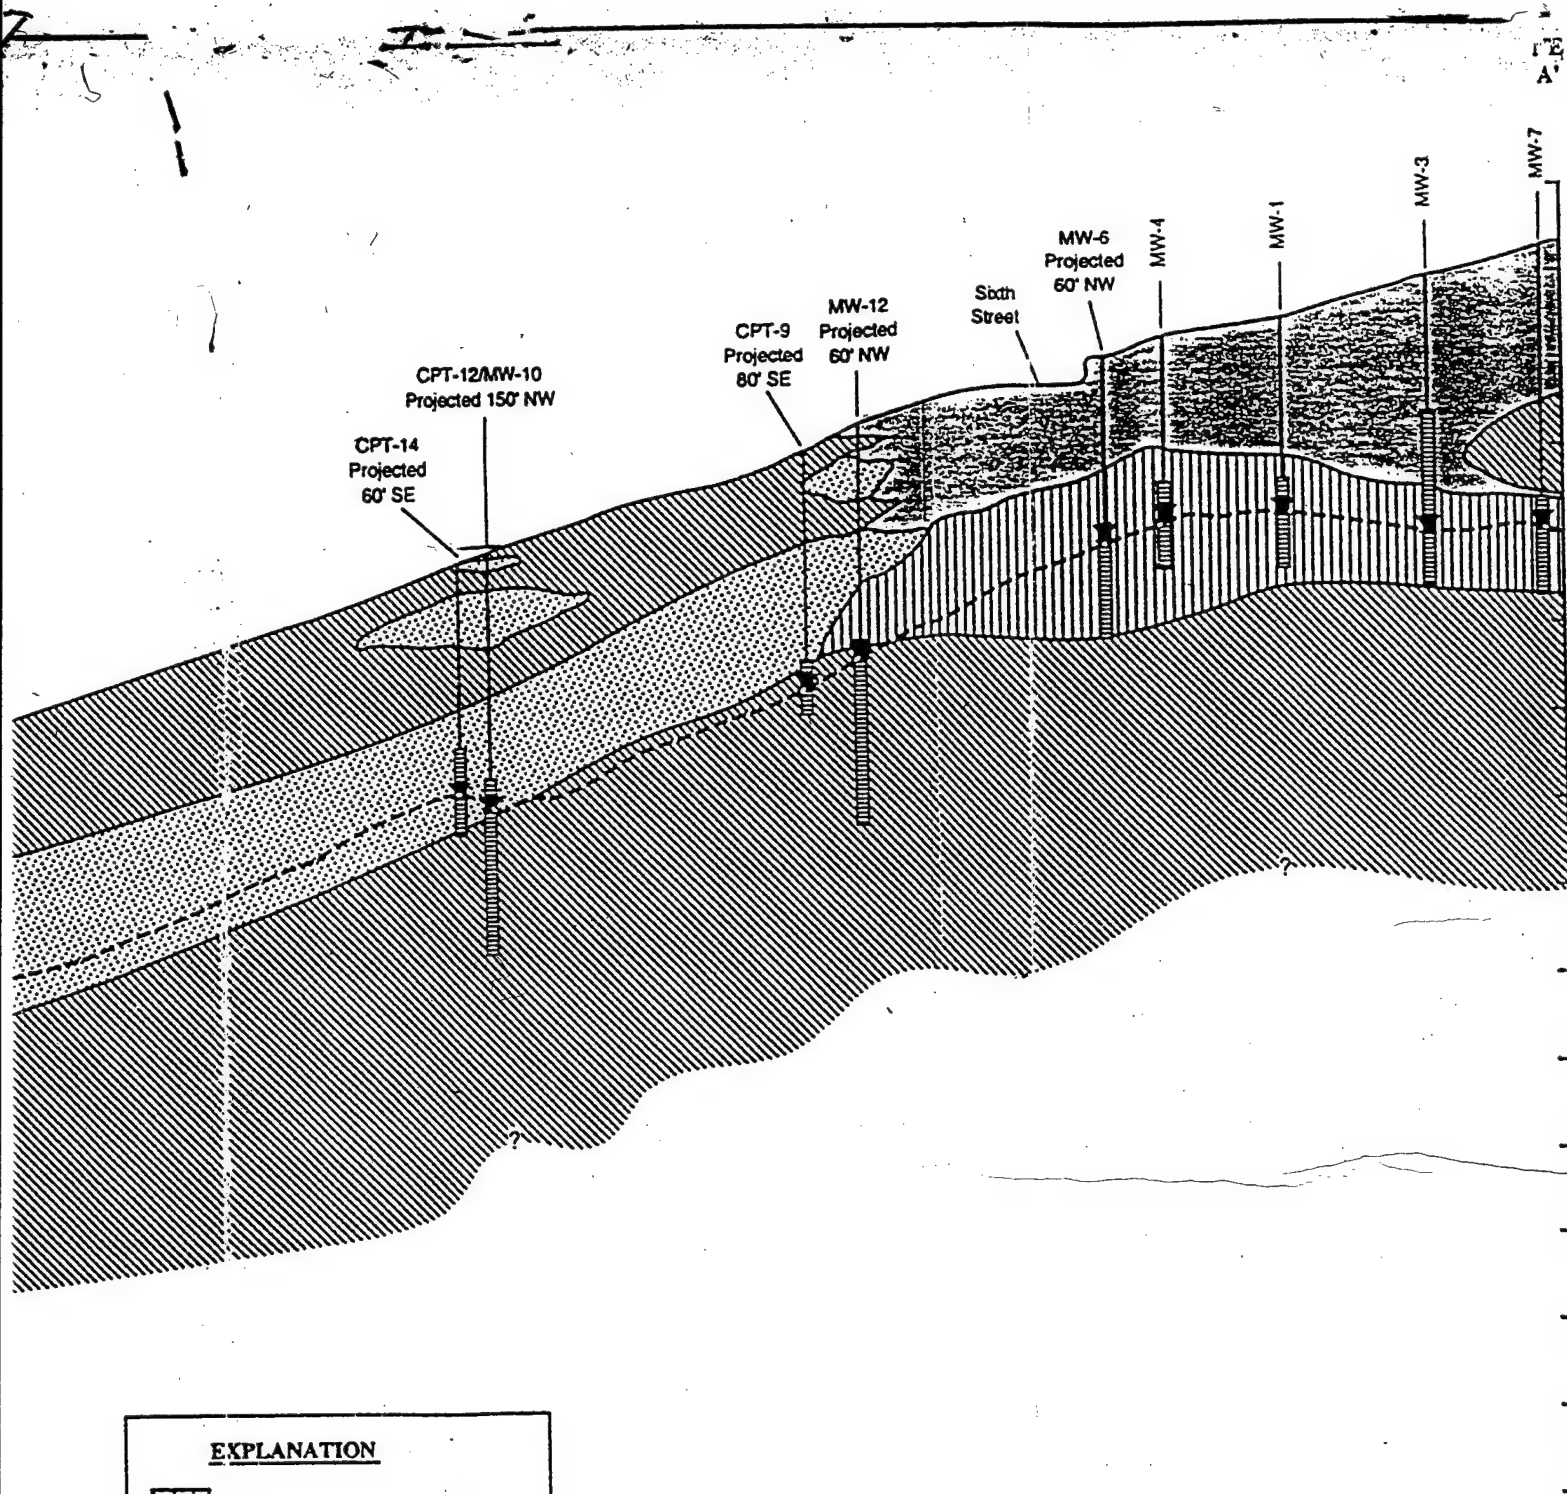 A'
MW-7
MW-3
MW-1
MW-4
MW-6
Projected
60' NW
Sixth
Street
MW-12
Projected
60' NW
CPT-9
Projected
80' SE
CPT-12/MW-10
Projected 150' NW
CPT-14
Projected
60' SE
?
?
EXPLANATION